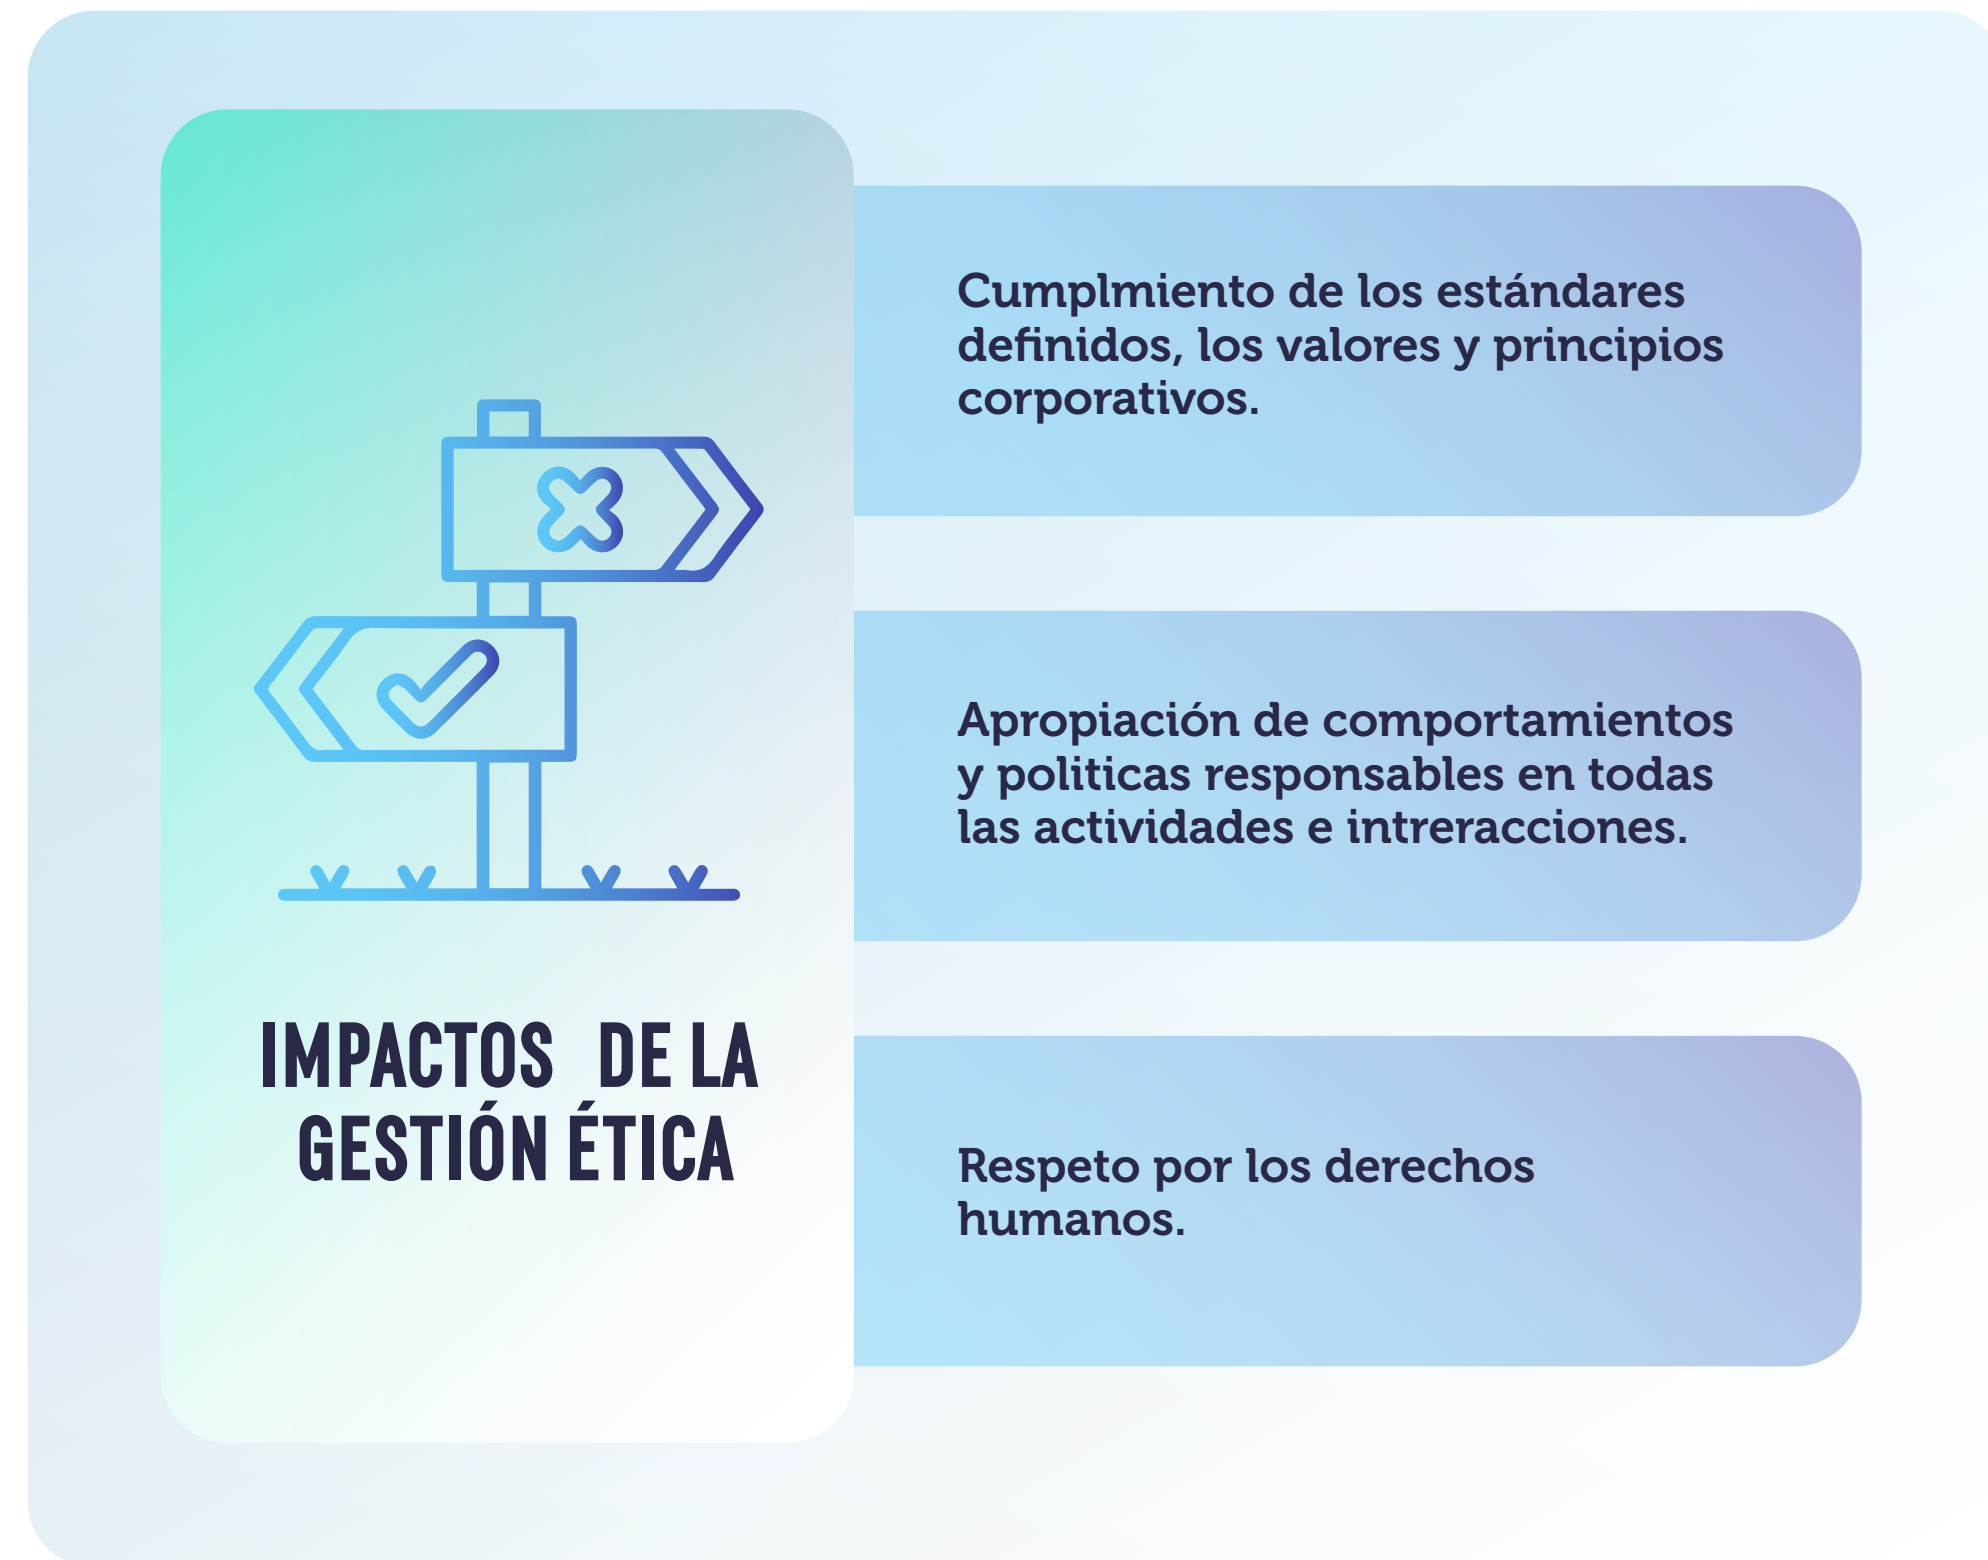 IMPACTOS DE LA
GESTIÓN ÉTICA
Cumplmiento de los estándares
definidos, los valores y principios
corporativos.
Apropiación de comportamientos
y politicas responsables en todas
las actividades e intreracciones.
Respeto por los derechos
humanos.